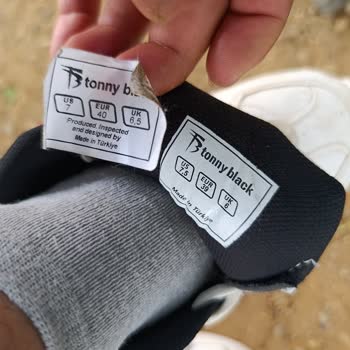 tonny black
US EUR UK
7 40 6,5
Produced, inspected
and designed by
Made in Türkiye
tonny black
US EUR UK
7,5 39 6
Made in Türkiye